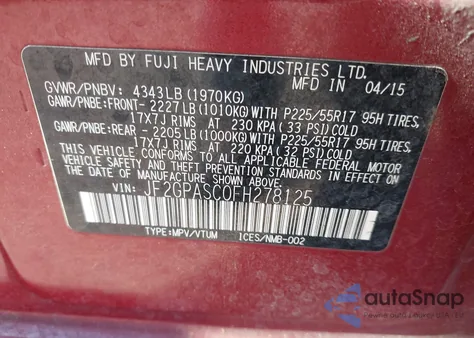 MFD BY FUJI HEAVY INDUSTRIES LTD.
GVWR/PNBV: 4343LB (1970KG) MFD IN 04/15
GAWR/PNBE:FRONT- 2227LB(1010KG)WITH P225/55R17 95H TIRES,
17X7J RIMS AT 230 KPA(33 PSI)COLD
GAWR/PNBE:REAR - 2205LB(1000KG)WITH P225/55R17 95H TIRES,
17X7J RIMS AT 220 KPA(32 PSI)COLD
THIS VEHICLE CONFORMS TO ALL APPLICABLE FEDERAL MOTOR
VEHICLE SAFETY AND BUMPER STANDARDS IN EFFECT ON THE
DATE OF MANUFACTURE SHOWN ABOVE.
VIN: JF2GPASC0FH278125
TYPE:MPV/VTUM ICES/NMB-002
autoSnap